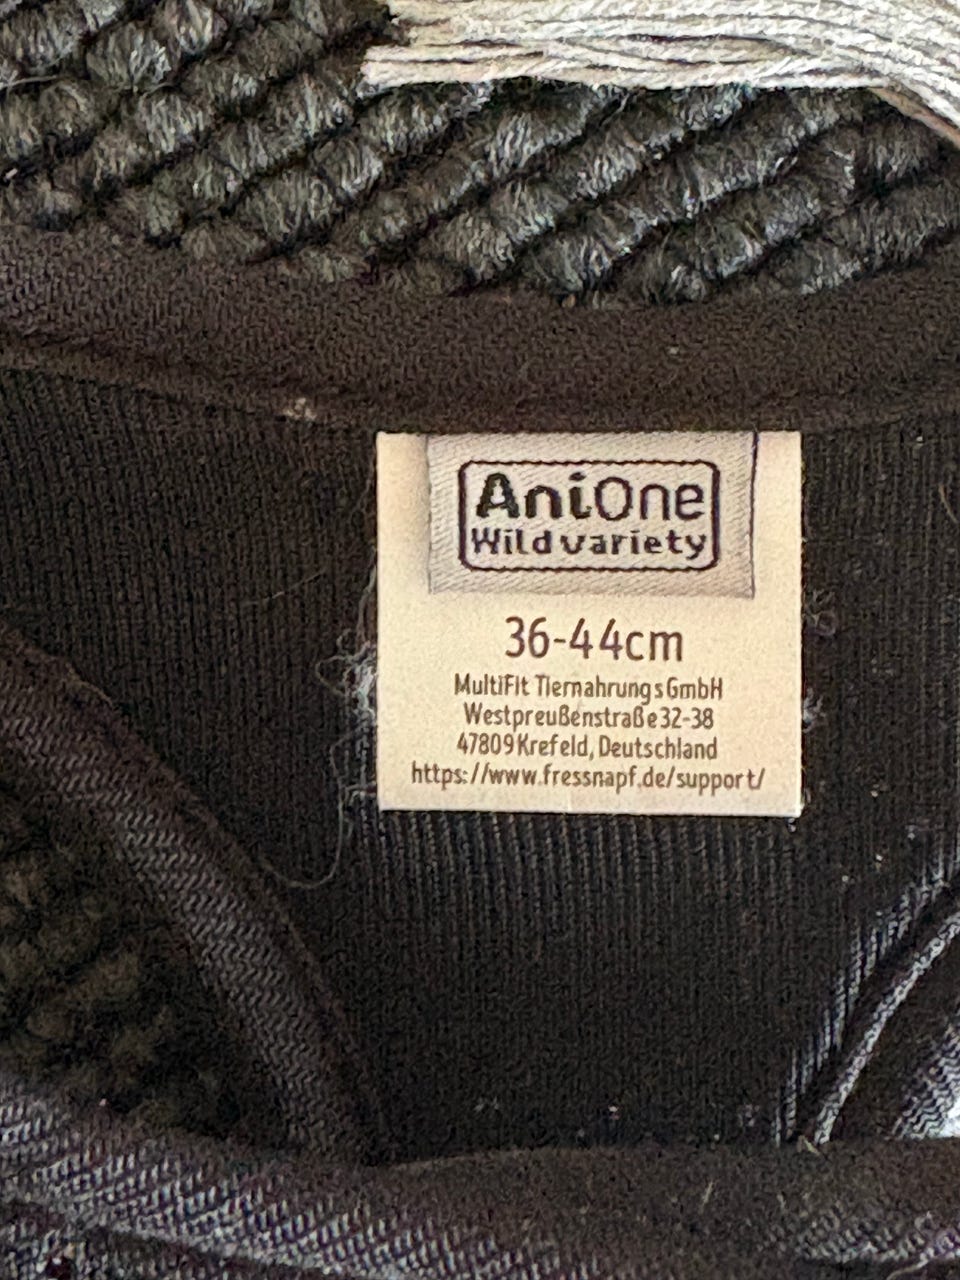 AniOne
Wild variety
36-44cm
MultiFit Tiernahrungs GmbH
Westpreußenstraße 32-38
47809 Krefeld, Deutschland
https://www.fressnapf.de/support/